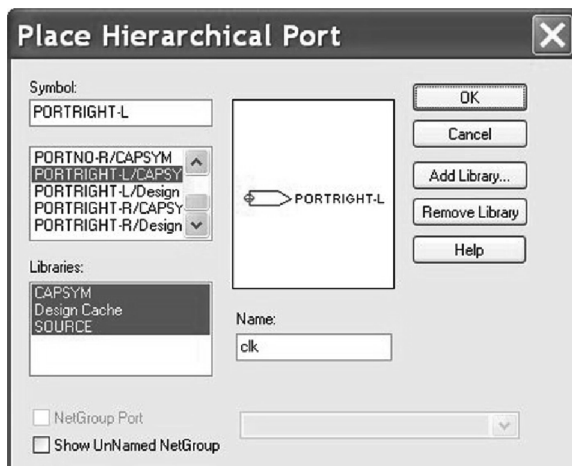 Place Hierarchical Port
Symbol:
PORTRIGHT-L
PORTNO-R/CAPSYM
PORTRIGHT-L/CAPSY
PORTRIGHT-L/Design
PORTRIGHT-R/CAPSY
PORTRIGHT-R/Design
Libraries:
CAPSYM
Design Cache
SOURCE
PORTRIGHT-L
Name:
clk
OK
Cancel
Add Library...
Remove Library
Help
NetGroup Port
Show UnNamed NetGroup